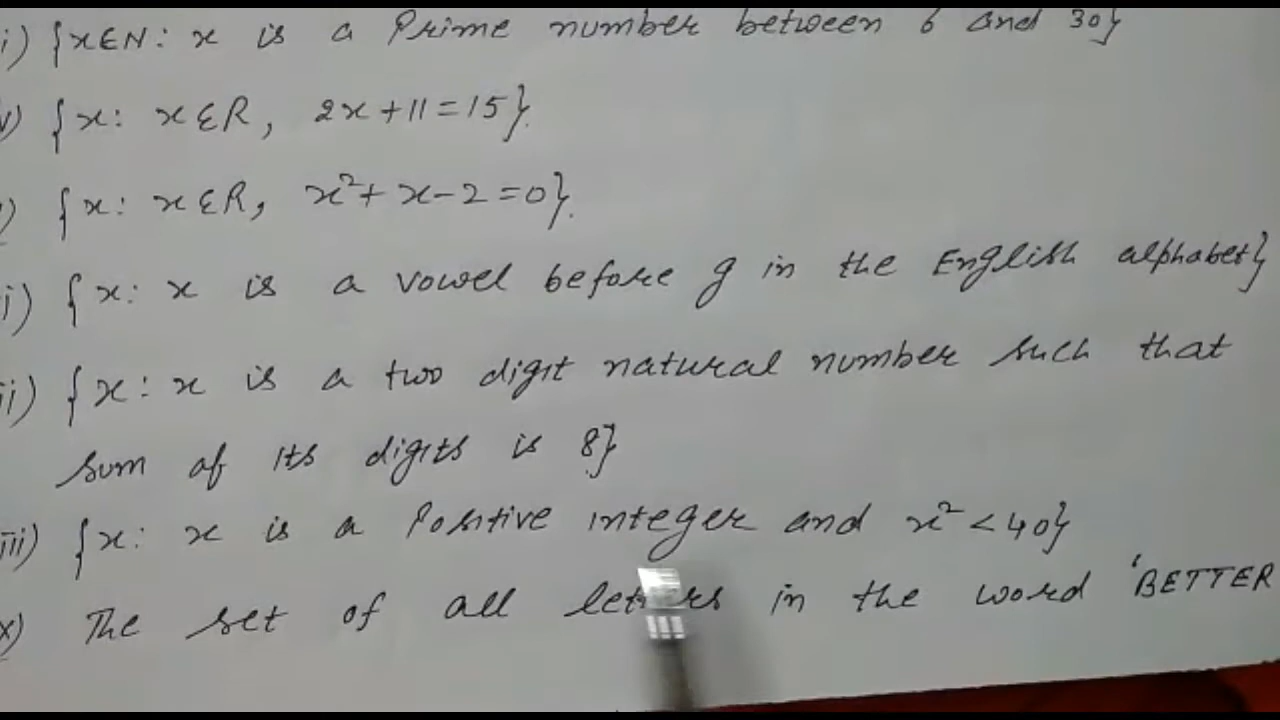 i) {x∈N: x is a Prime number between 6 and 30}
v) {x: x∈R, 2x+11=15}.
) {x: x∈R, x²+x-2=0}.
i) {x: x is a vowel before g in the English alphabet}
ii) {x: x is a two digit natural number such that
sum of its digits is 8}
iii) {x: x is a Positive integer and x²<40}
x) The set of all letters in the word 'BETTER